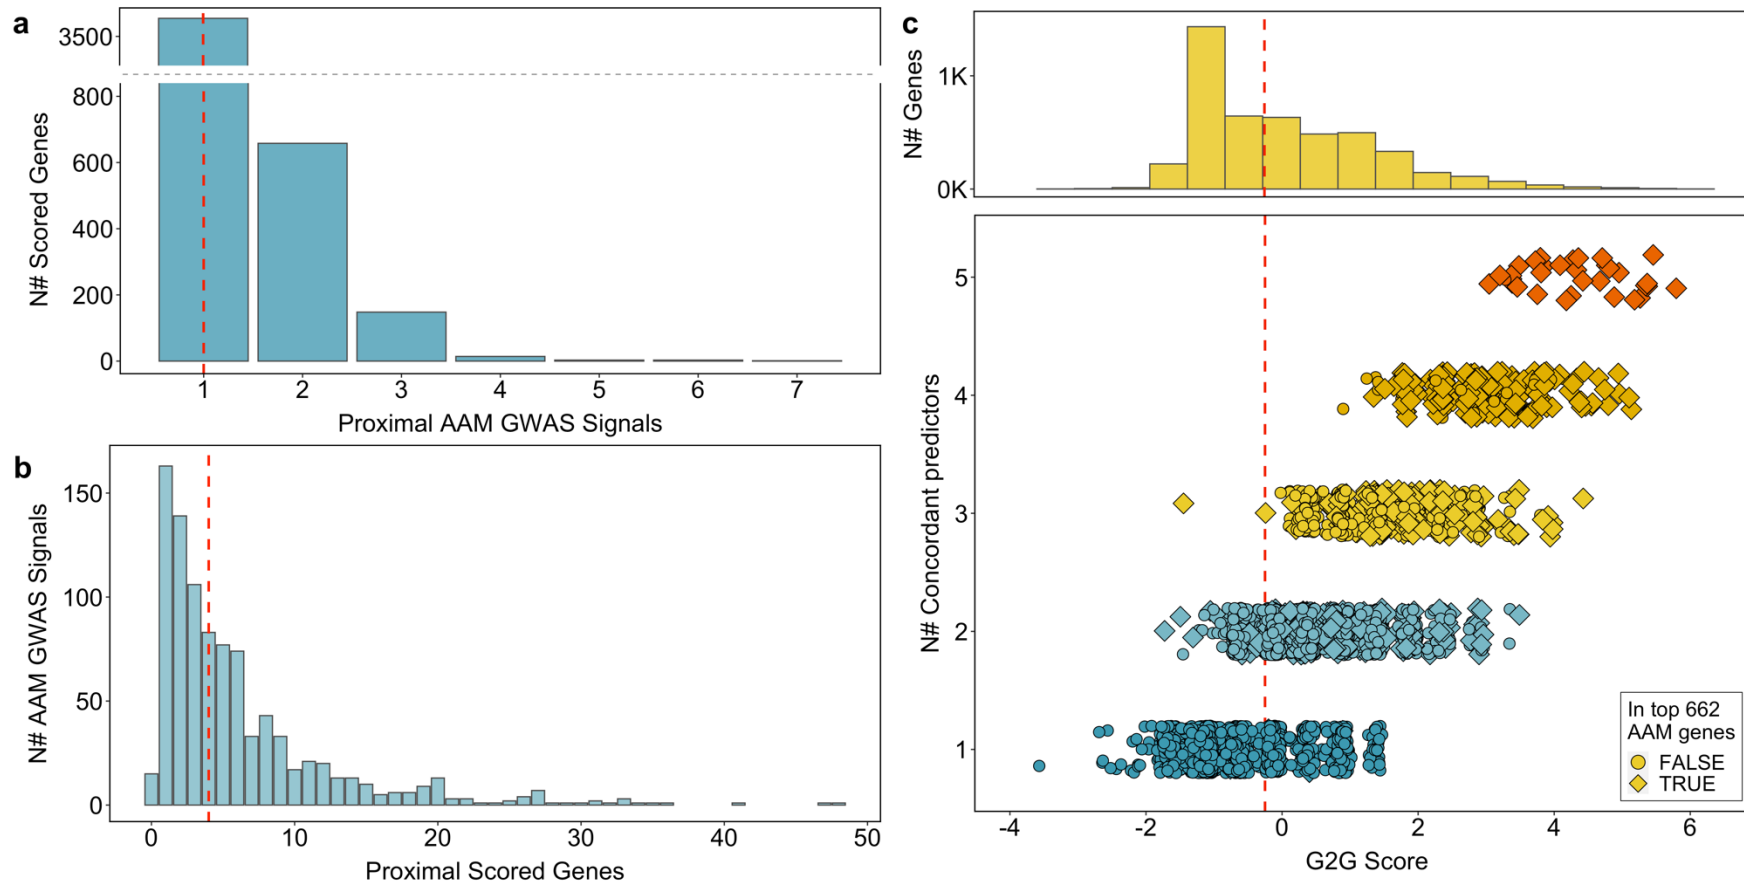 a
N# Scored Genes
3500
800
600
400
200
0
1 2 3 4 5 6 7
Proximal AAM GWAS Signals
b
N# AAM GWAS Signals
150
100
50
0
0 10 20 30 40 50
Proximal Scored Genes
c
N# Genes
1K
0K
N# Concordant predictors
5
4
3
2
1
In top 662
AAM genes
FALSE
TRUE
-4 -2 0 2 4 6
G2G Score